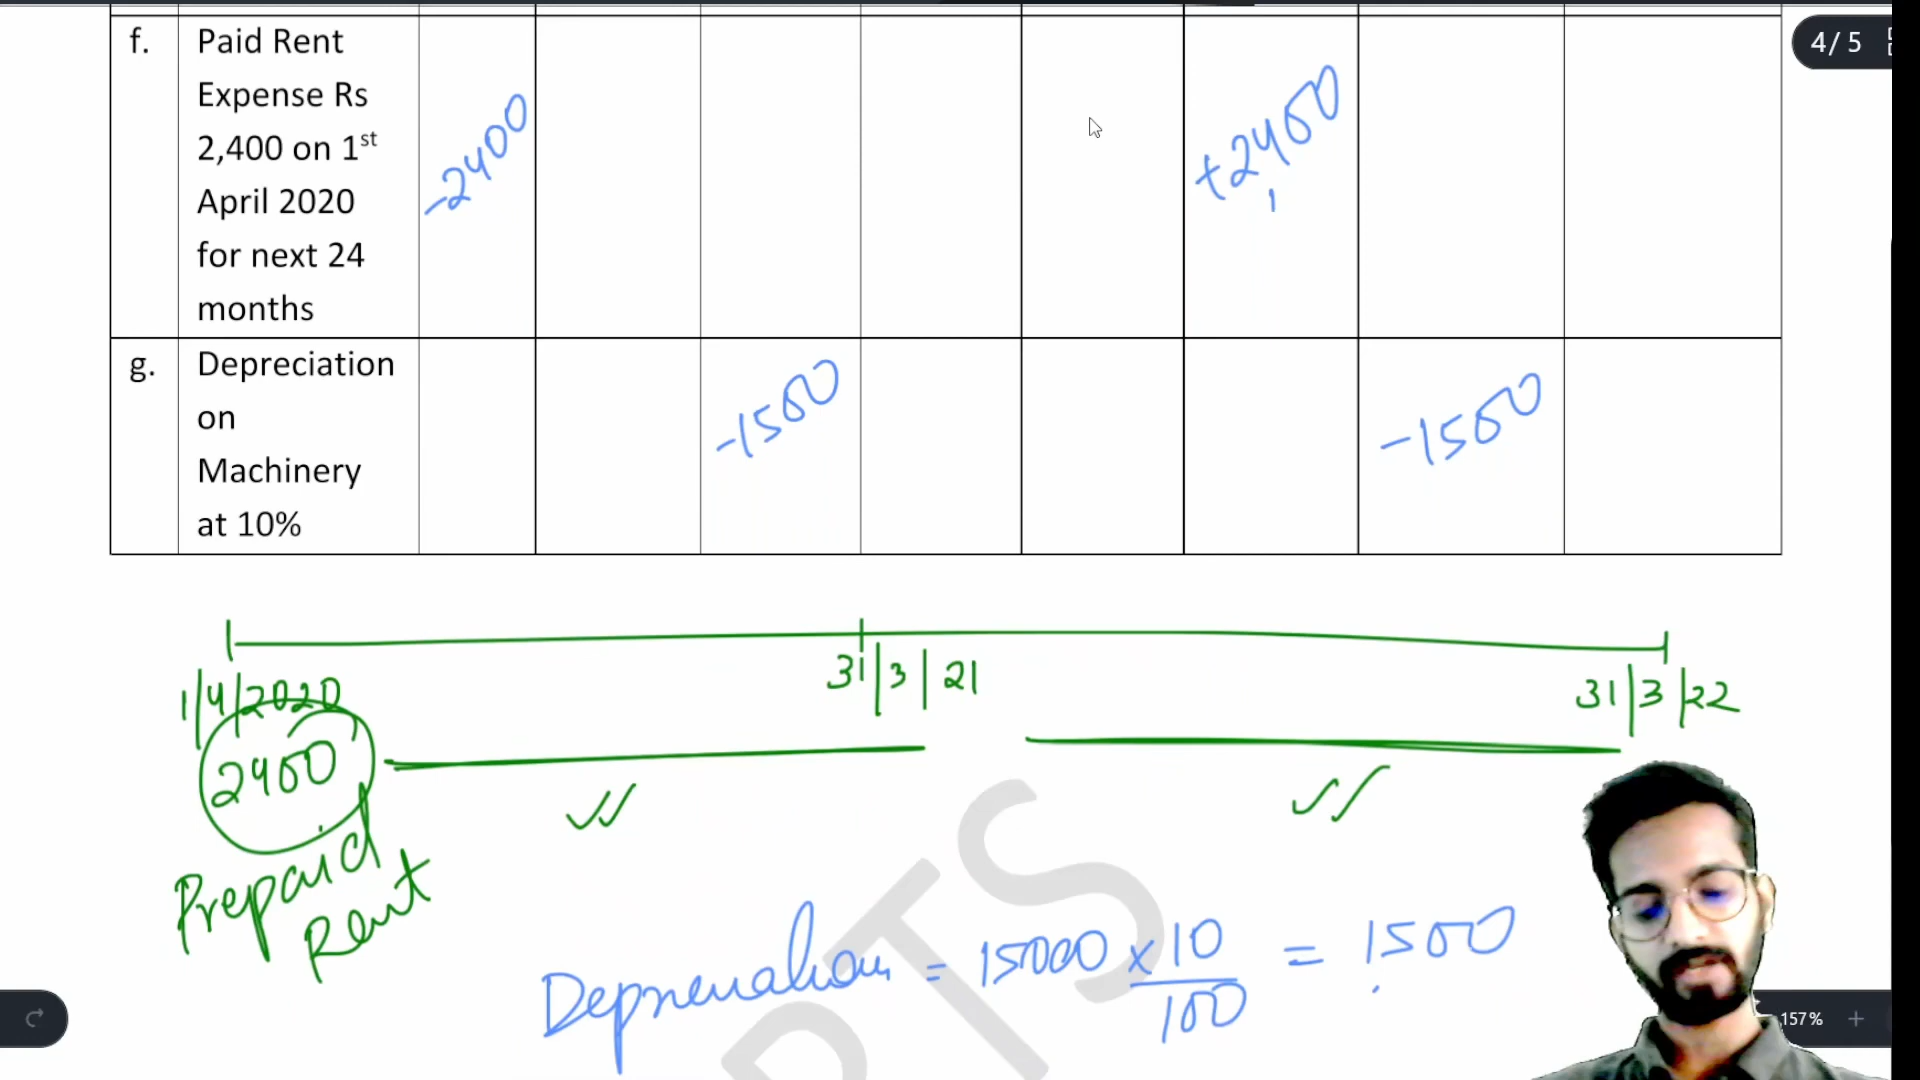 f. Paid Rent
Expense Rs
2,400 on 1st
April 2020
for next 24
months
-2400
+2400
g. Depreciation
on
Machinery
at 10%
-1500
-1500
4/5
1/4/2020
31/3/21
31/3/22
2400
Prepaid
Rent
Depreciation = 15000 x 10/100 = 1500
PTS
157% +